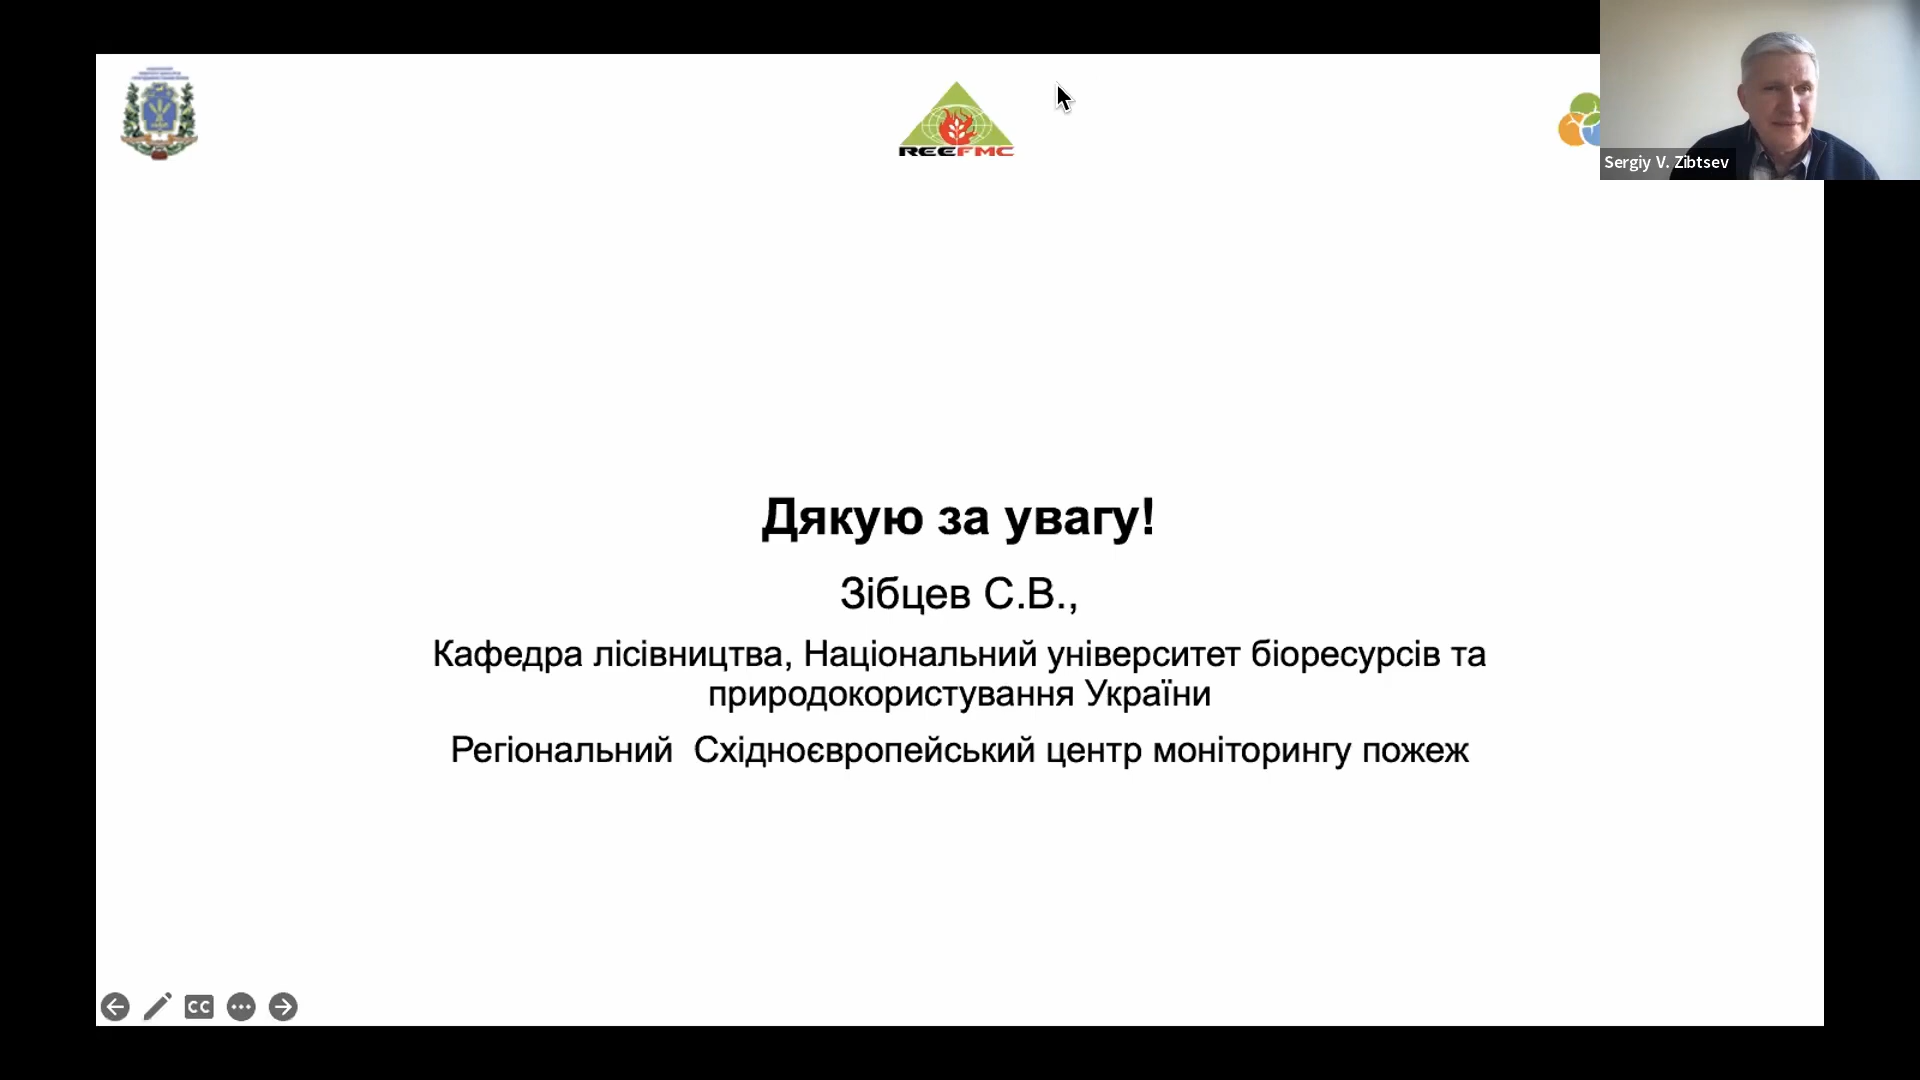 REEFMC
Sergiy V. Zibtsev
Дякую за увагу!
Зібцев С.В.,
Кафедра лісівництва, Національний університет біоресурсів та
природокористування України
Регіональний Східноєвропейський центр моніторингу пожеж
CC